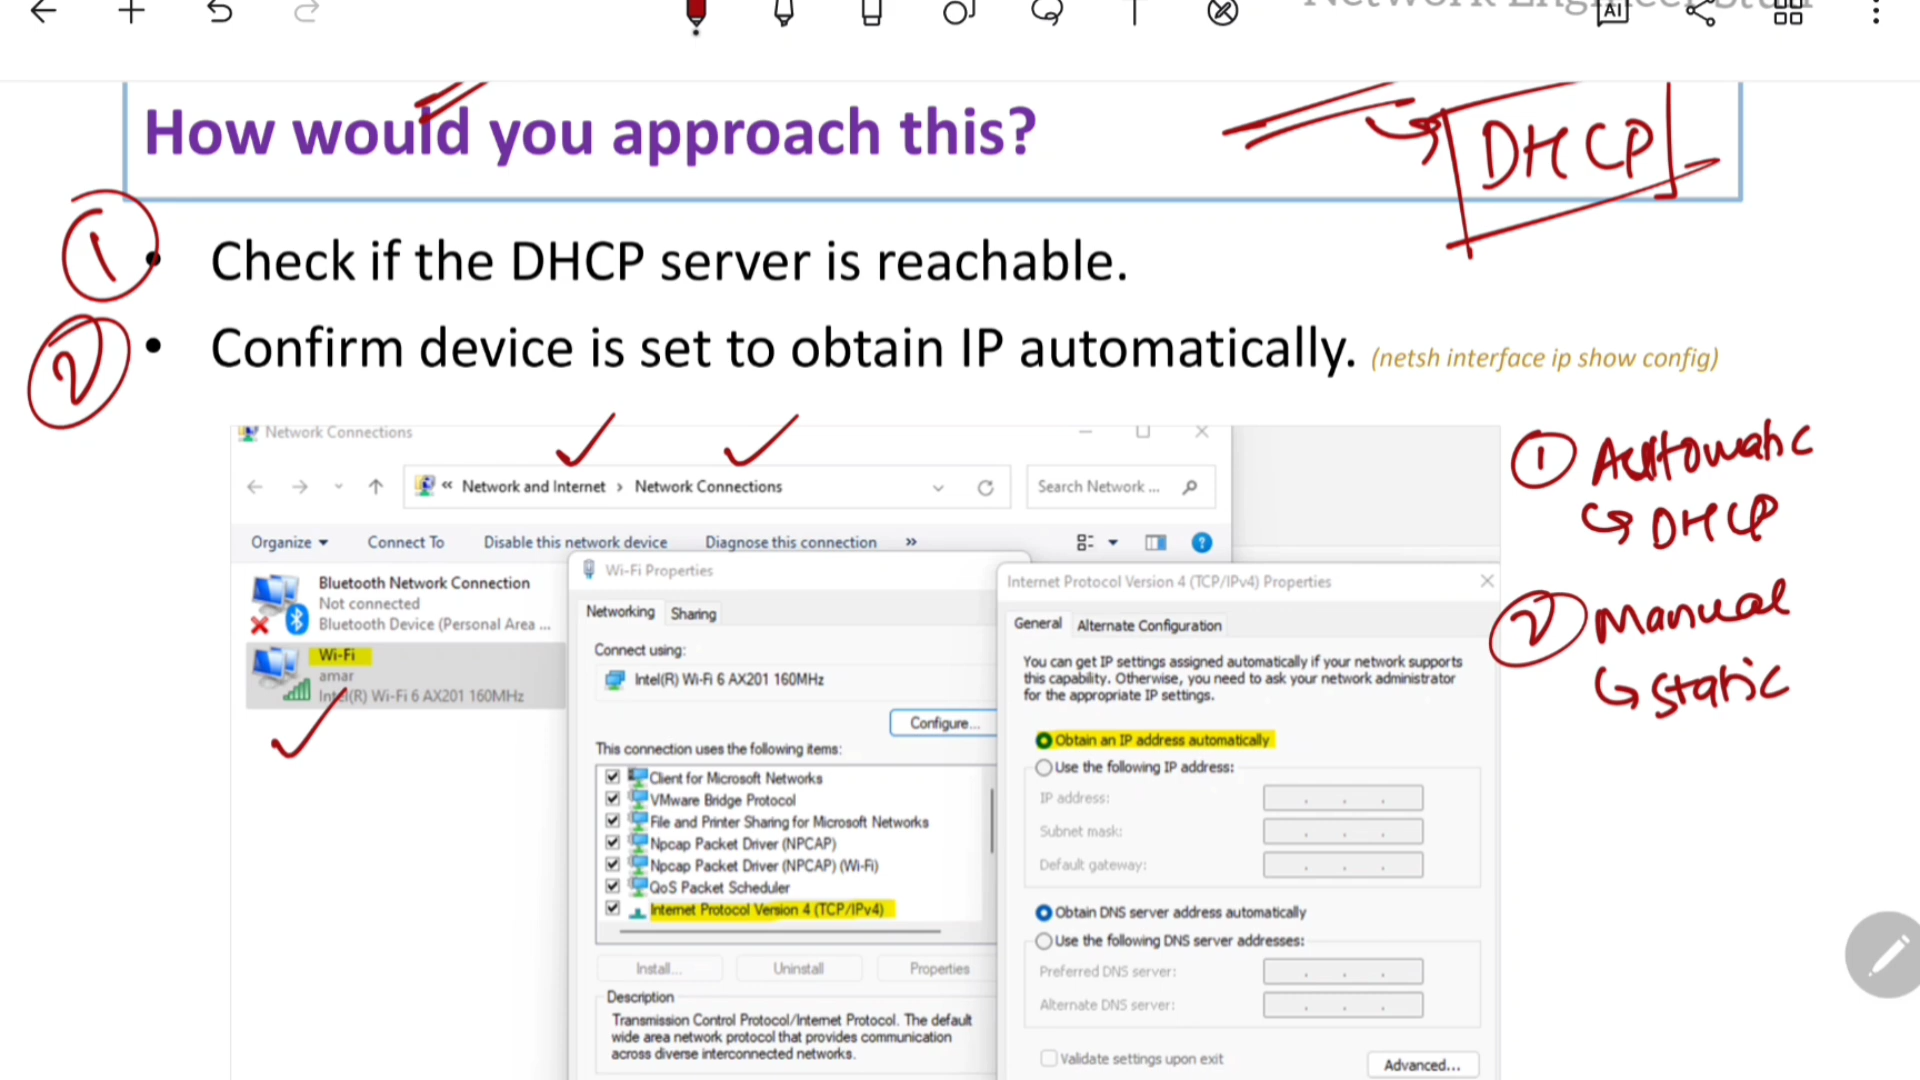 How would you approach this?
DHCP
1
• Check if the DHCP server is reachable.
2
• Confirm device is set to obtain IP automatically. (netsh interface ip show config)
Network Connections
« Network and Internet › Network Connections
Search Network ...
Organize
Connect To
Disable this network device
Diagnose this connection
»
Bluetooth Network Connection
Not connected
Bluetooth Device (Personal Area ...
Wi-Fi
amar
Intel(R) Wi-Fi 6 AX201 160MHz
Wi-Fi Properties
Networking
Sharing
Connect using:
Intel(R) Wi-Fi 6 AX201 160MHz
Configure...
This connection uses the following items:
Client for Microsoft Networks
VMware Bridge Protocol
File and Printer Sharing for Microsoft Networks
Npcap Packet Driver (NPCAP)
Npcap Packet Driver (NPCAP) (Wi-Fi)
QoS Packet Scheduler
Internet Protocol Version 4 (TCP/IPv4)
Install...
Uninstall
Properties
Description
Transmission Control Protocol/Internet Protocol. The default
wide area network protocol that provides communication
across diverse interconnected networks.
Internet Protocol Version 4 (TCP/IPv4) Properties
General
Alternate Configuration
You can get IP settings assigned automatically if your network supports
this capability. Otherwise, you need to ask your network administrator
for the appropriate IP settings.
Obtain an IP address automatically
Use the following IP address:
IP address:
Subnet mask:
Default gateway:
Obtain DNS server address automatically
Use the following DNS server addresses:
Preferred DNS server:
Alternate DNS server:
Validate settings upon exit
Advanced...
1 Automatic
DHCP
2 Manual
static